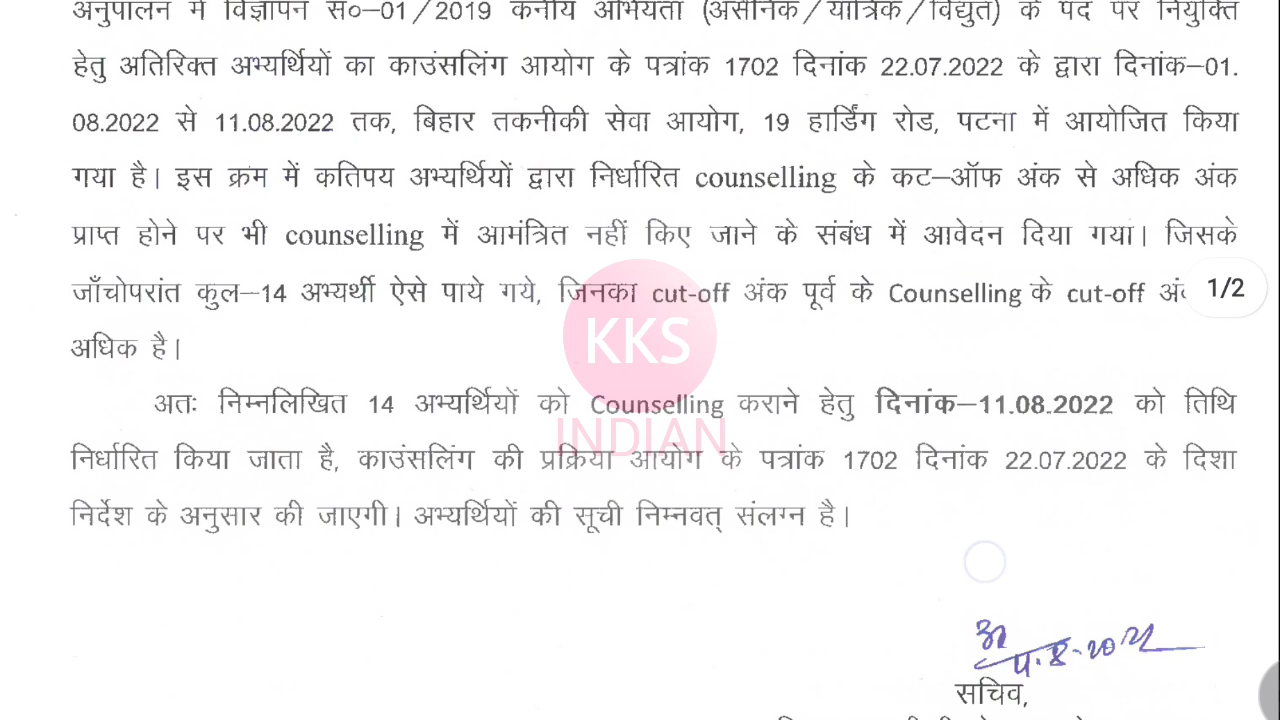 अनुपालन में विज्ञापन सं०–01/2019 कनीय अभियंता (असैनिक/यांत्रिक/विद्युत) के पद पर नियुक्ति
हेतु अतिरिक्त अभ्यर्थियों का काउंसलिंग आयोग के पत्रांक 1702 दिनांक 22.07.2022 के द्वारा दिनांक–01.
08.2022 से 11.08.2022 तक, बिहार तकनीकी सेवा आयोग, 19 हार्डिंग रोड, पटना में आयोजित किया
गया है। इस क्रम में कतिपय अभ्यर्थियों द्वारा निर्धारित counselling के कट–ऑफ अंक से अधिक अंक
प्राप्त होने पर भी counselling में आमंत्रित नहीं किए जाने के संबंध में आवेदन दिया गया। जिसके
जाँचोपरांत कुल–14 अभ्यर्थी ऐसे पाये गये, जिनका cut-off अंक पूर्व के Counselling के cut-off
1/2
अधिक है।
KKS
अतः निम्नलिखित 14 अभ्यर्थियों को Counselling कराने हेतु दिनांक–11.08.2022 को तिथि
INDIAN
निर्धारित किया जाता है, काउंसलिंग की प्रक्रिया आयोग के पत्रांक 1702 दिनांक 22.07.2022 के दिशा
निर्देश के अनुसार की जाएगी। अभ्यर्थियों की सूची निम्नवत् संलग्न है।
सचिव,